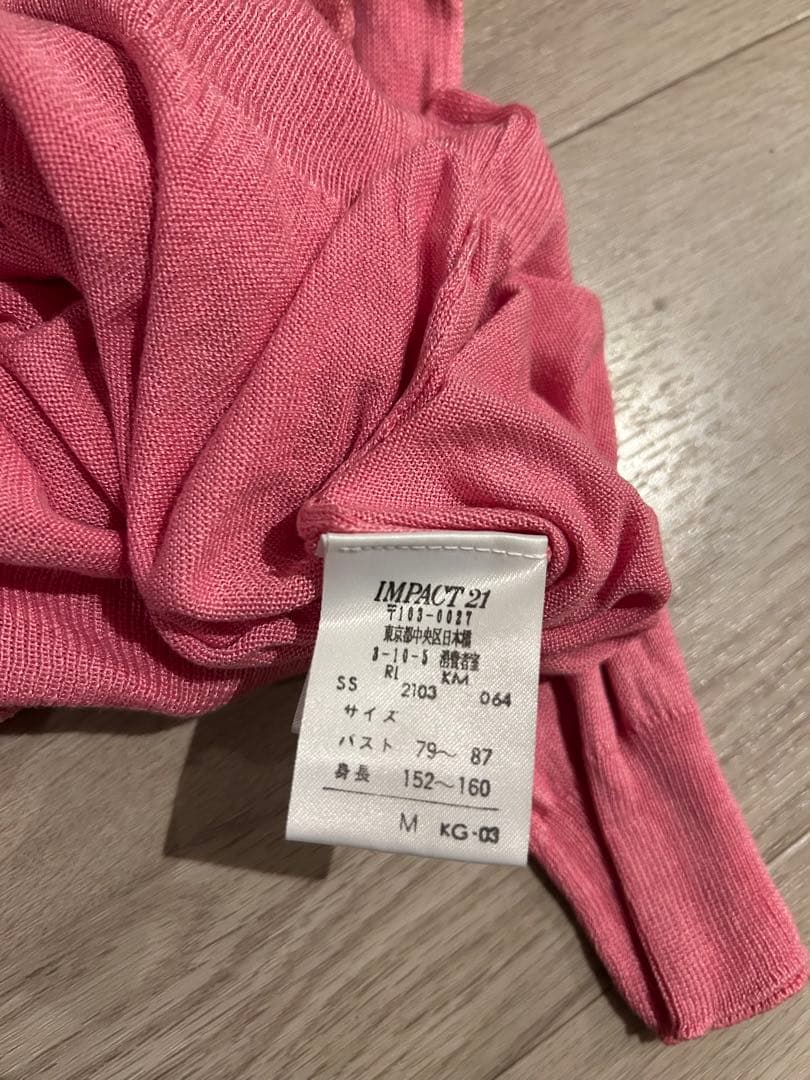 IMPACT 21
〒103-0027
東京都中央区日本橋
3-10-5 消費者室
RL KM
SS 2103 064
サイズ
バスト 79〜 87
身長 152〜160
M KG-03